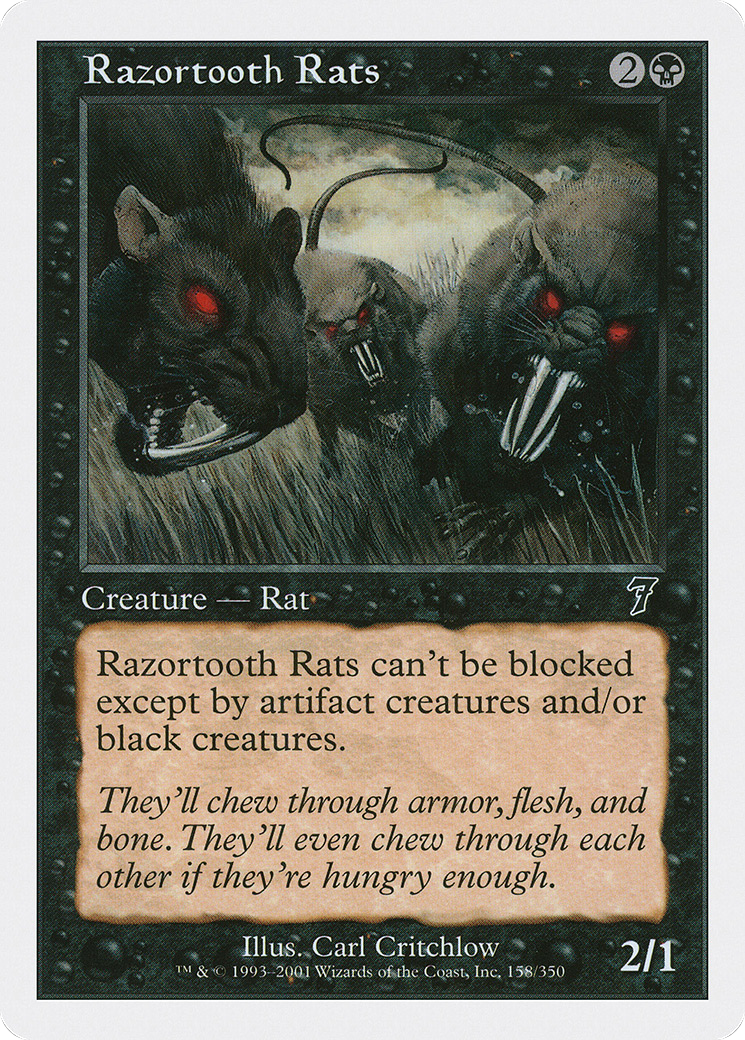 Razortooth Rats 2
Creature — Rat 7
Razortooth Rats can't be blocked
except by artifact creatures and/or
black creatures.
They'll chew through armor, flesh, and
bone. They'll even chew through each
other if they're hungry enough.
Illus. Carl Critchlow
™ & © 1993–2001 Wizards of the Coast, Inc. 158/350
2/1